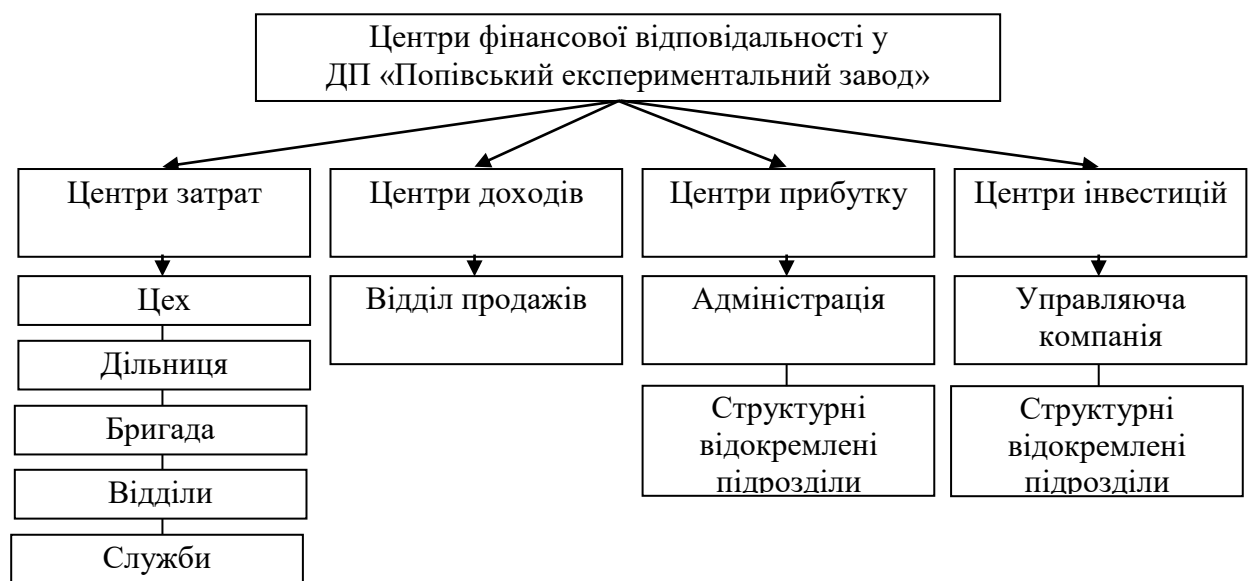 Центри фінансової відповідальності у
ДП «Попівський експериментальний завод»
Центри затрат
Центри доходів
Центри прибутку
Центри інвестицій
Цех
Дільниця
Бригада
Відділи
Служби
Відділ продажів
Адміністрація
Структурні
відокремлені
підрозділи
Управляюча
компанія
Структурні
відокремлені
підрозділи